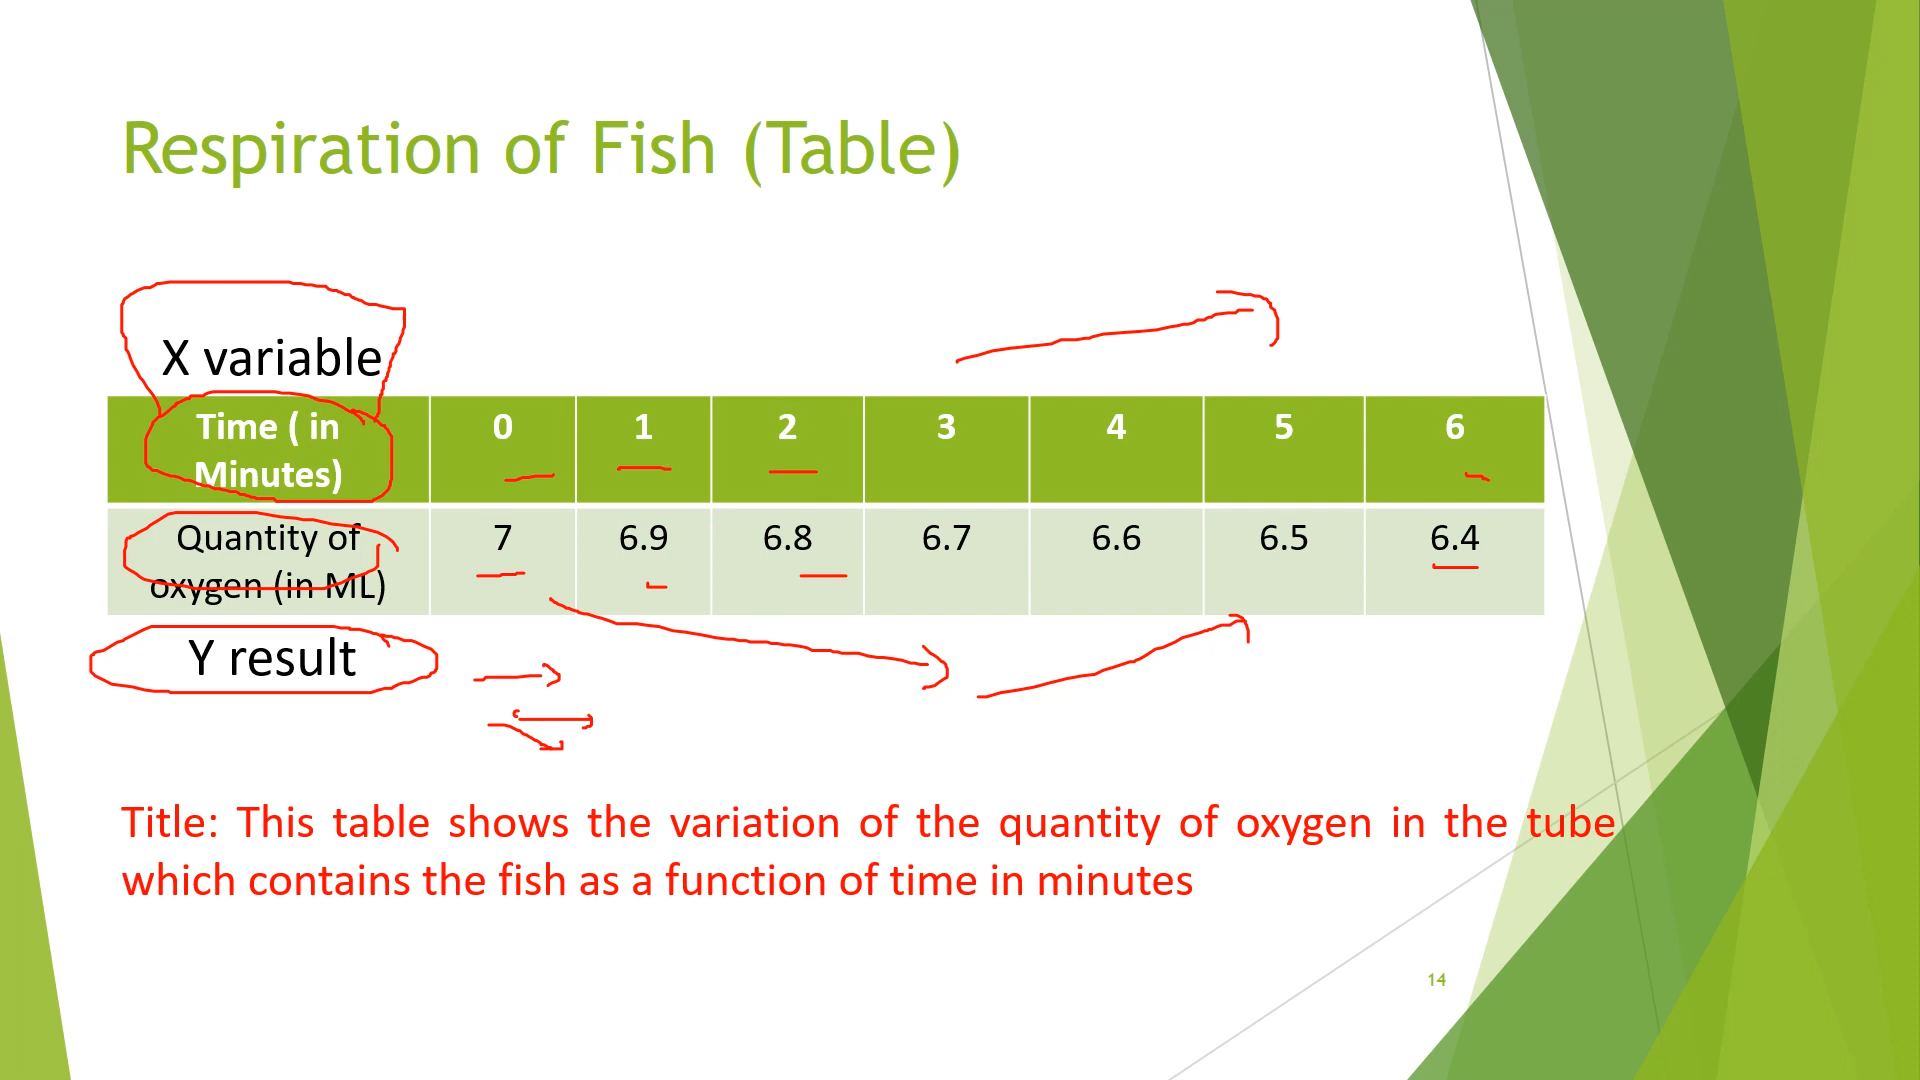 Respiration of Fish (Table)
X variable
Time ( in Minutes) 0 1 2 3 4 5 6
Quantity of oxygen (in ML) 7 6.9 6.8 6.7 6.6 6.5 6.4
Y result
Title: This table shows the variation of the quantity of oxygen in the tube
which contains the fish as a function of time in minutes
14